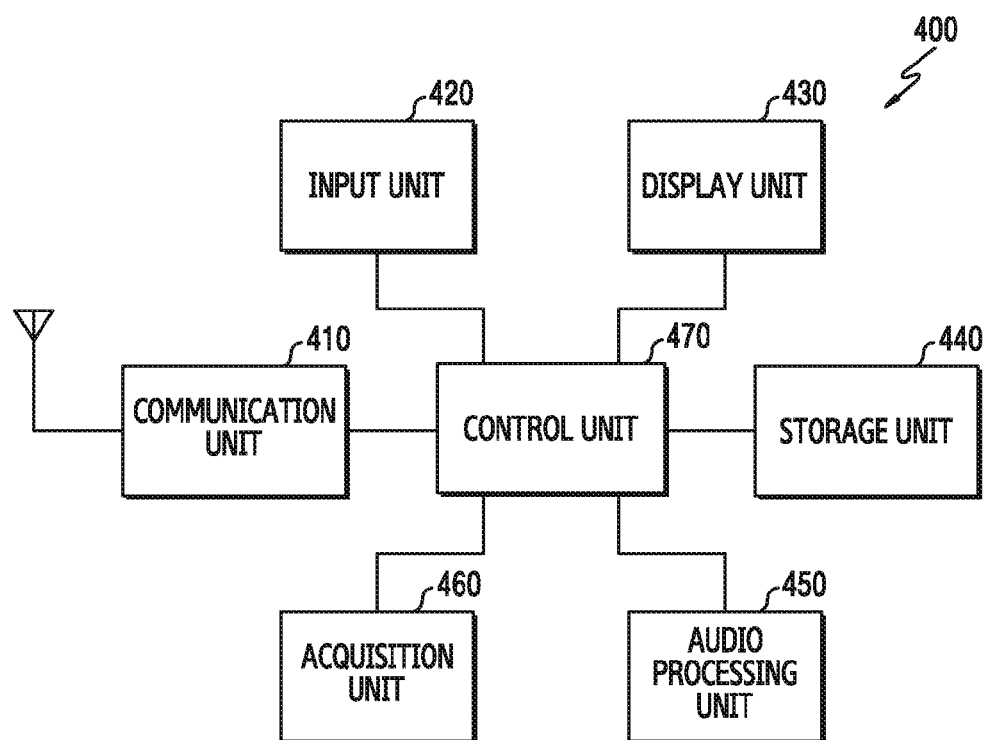 400
420
430
INPUT UNIT
DISPLAY UNIT
410
470
440
COMMUNICATION
UNIT
CONTROL UNIT
STORAGE UNIT
460
450
ACQUISITION
UNIT
AUDIO
PROCESSING
UNIT